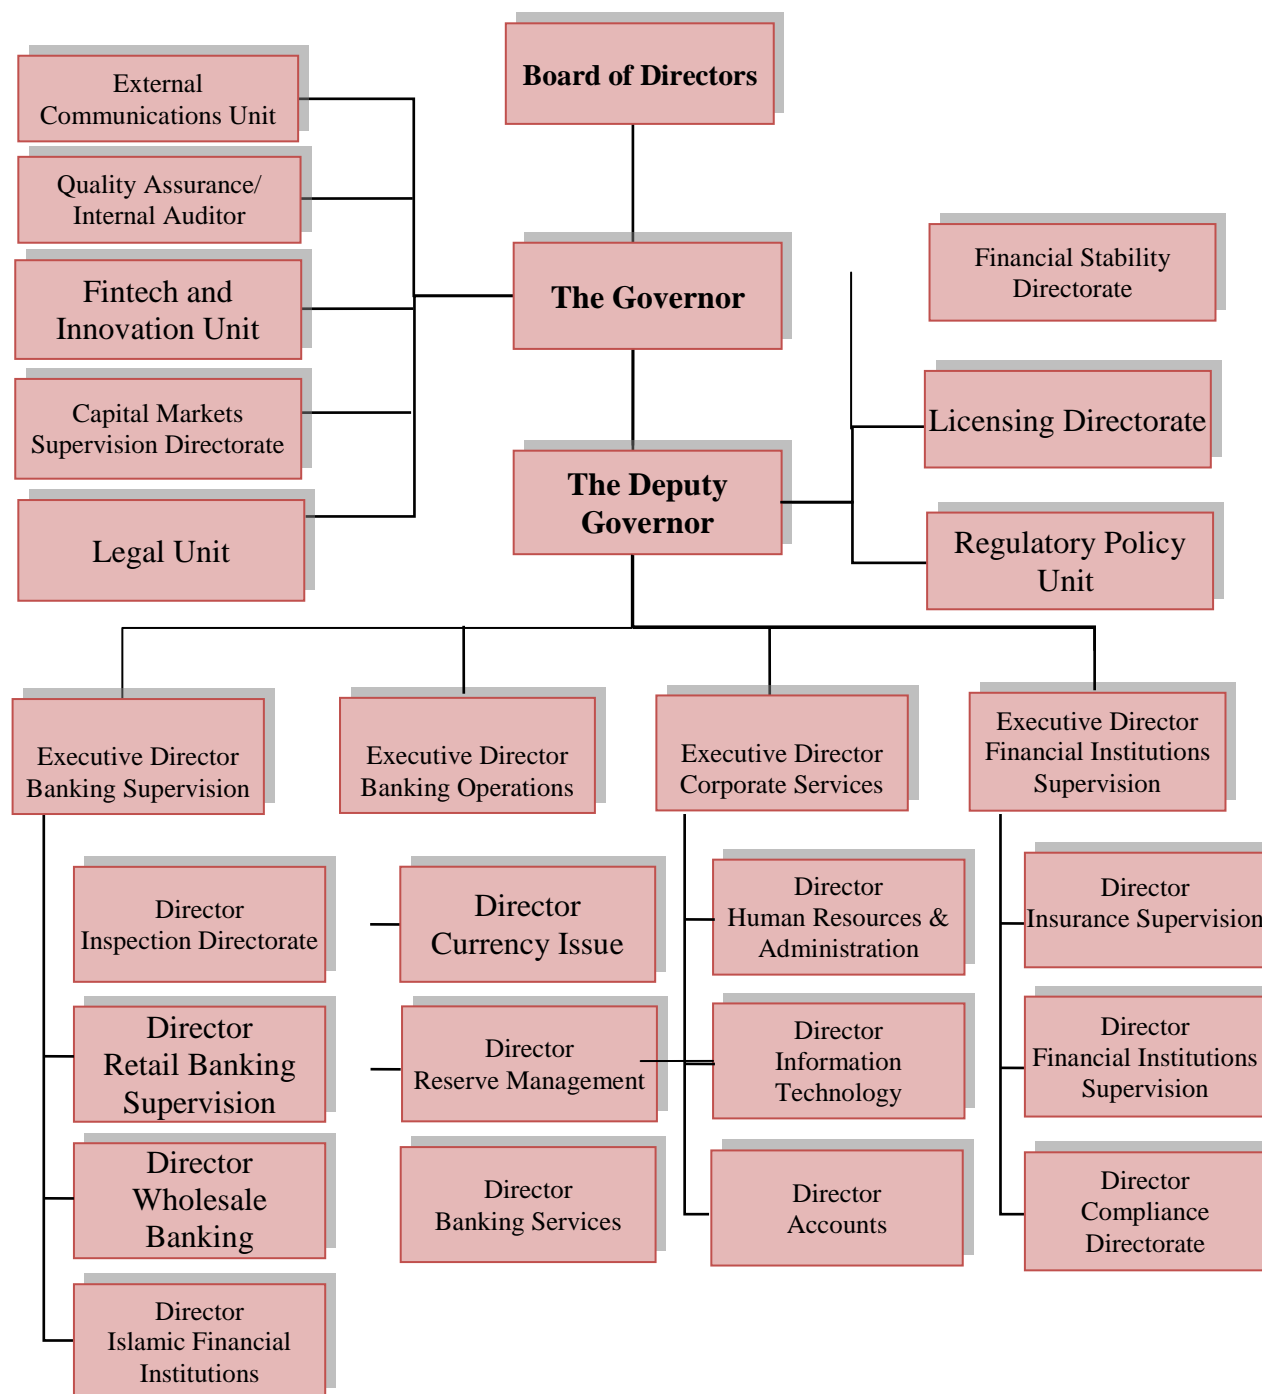 Board of Directors
External
Communications Unit
Quality Assurance/
Internal Auditor
Fintech and
Innovation Unit
Capital Markets
Supervision Directorate
Legal Unit
The Governor
The Deputy
Governor
Financial Stability
Directorate
Licensing Directorate
Regulatory Policy
Unit
Executive Director
Banking Supervision
Executive Director
Banking Operations
Executive Director
Corporate Services
Executive Director
Financial Institutions
Supervision
Director
Inspection Directorate
Director
Retail Banking
Supervision
Director
Wholesale
Banking
Director
Islamic Financial
Institutions
Director
Currency Issue
Director
Reserve Management
Director
Banking Services
Director
Human Resources &
Administration
Director
Information
Technology
Director
Accounts
Director
Insurance Supervision
Director
Financial Institutions
Supervision
Director
Compliance
Directorate